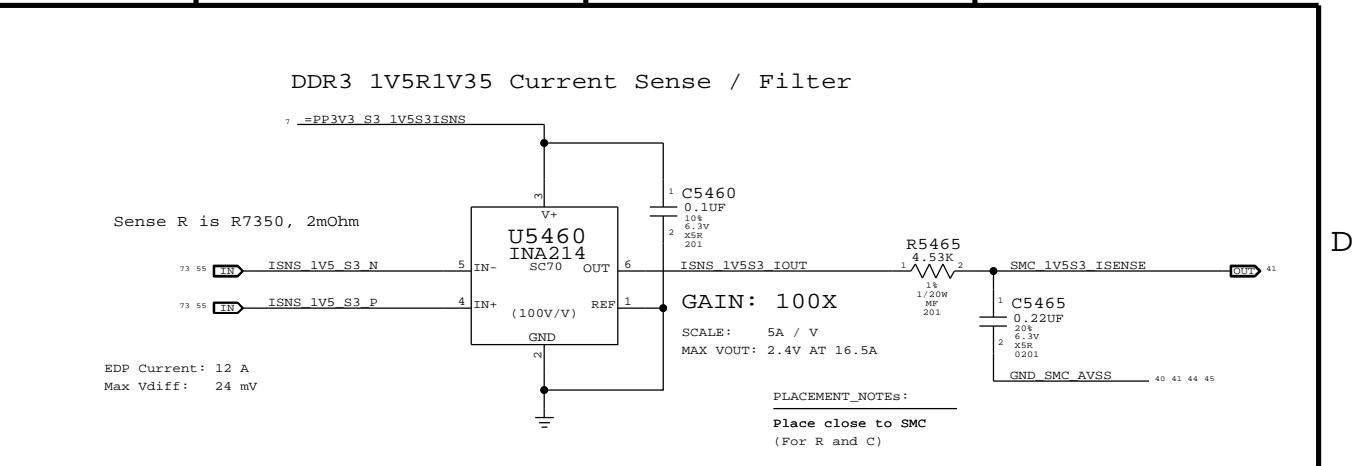 DDR3 1V5R1V35 Current Sense / Filter
7 =PP3V3_S3_1V5S3ISNS
Sense R is R7350, 2mOhm
73 55 IN ISNS_1V5_S3_N 5
73 55 IN ISNS_1V5_S3_P 4
3
V+
U5460
INA214
SC70
IN- OUT
IN+ REF
(100V/V)
GND
2
6
1
1 C5460
0.1UF
10%
6.3V
2 X5R
201
ISNS_1V5S3_IOUT
R5465
4.53K
1 2
1%
1/20W
MF
201
SMC_1V5S3_ISENSE OUT 41
GAIN: 100X
SCALE: 5A / V
MAX VOUT: 2.4V AT 16.5A
1 C5465
0.22UF
20%
6.3V
2 X5R
0201
GND_SMC_AVSS 40 41 44 45
EDP Current: 12 A
Max Vdiff: 24 mV
PLACEMENT_NOTEs:
Place close to SMC
(For R and C)
D